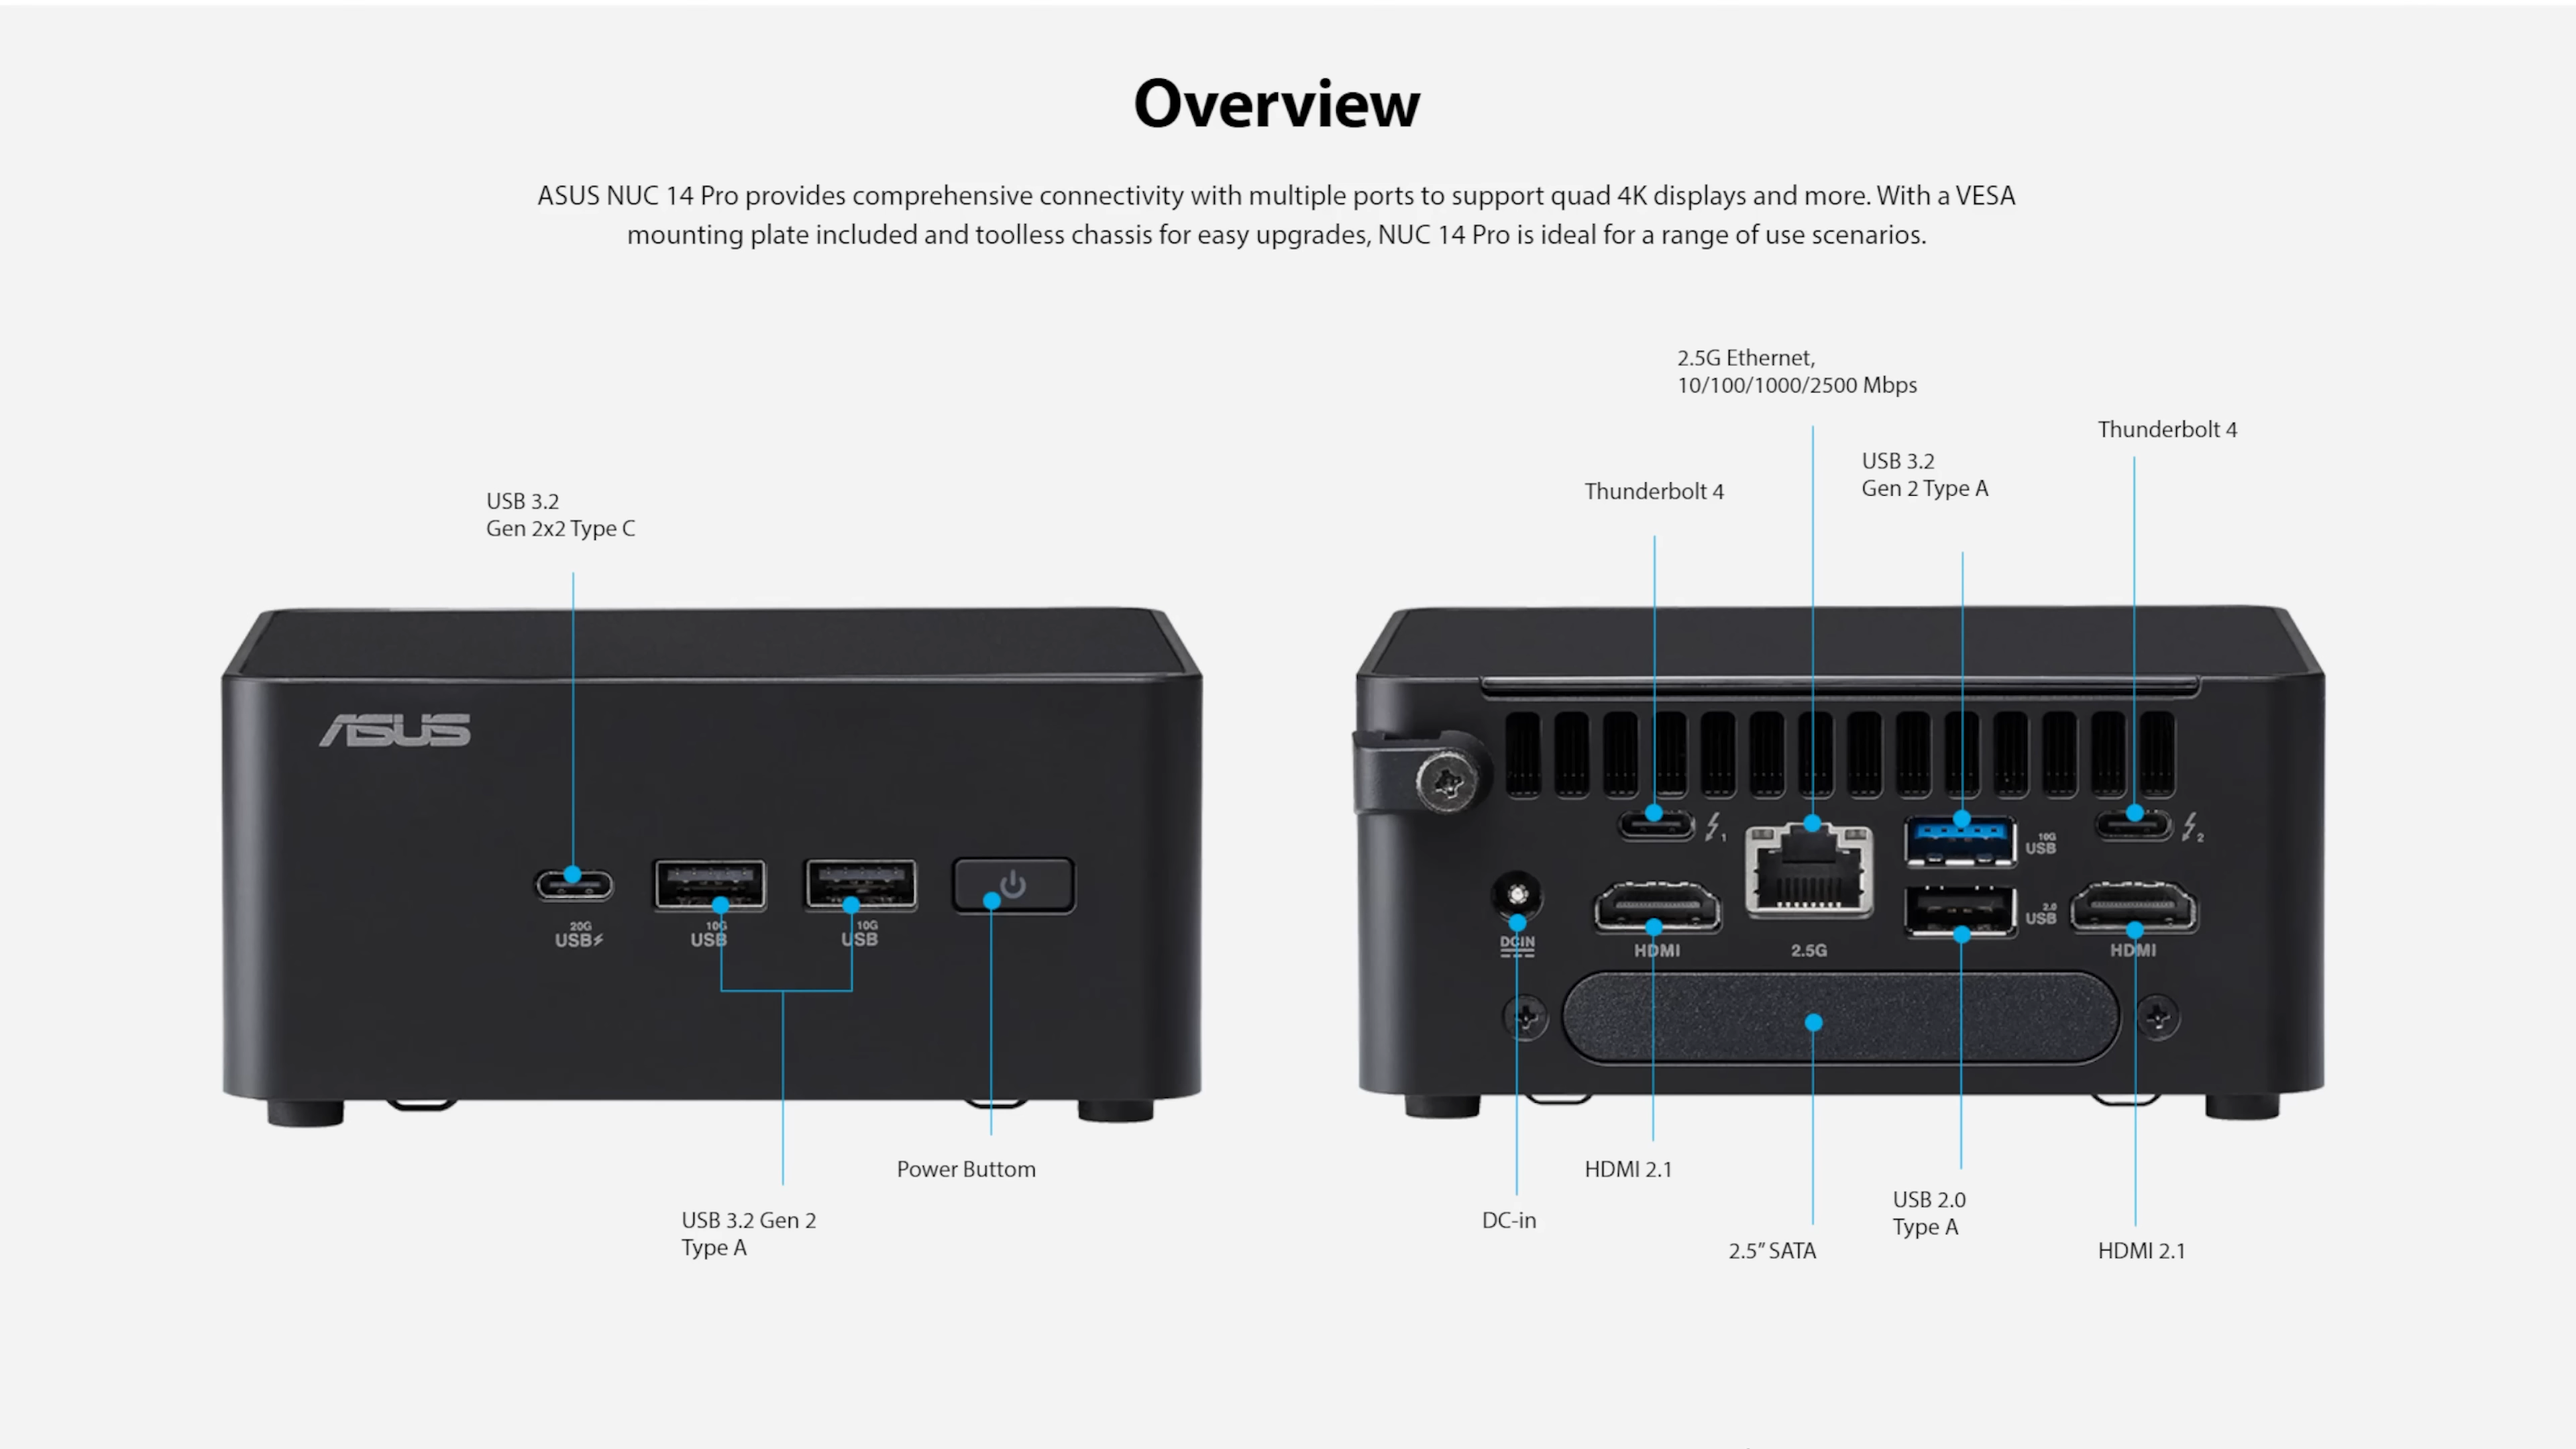 Overview
ASUS NUC 14 Pro provides comprehensive connectivity with multiple ports to support quad 4K displays and more. With a VESA
mounting plate included and toolless chassis for easy upgrades, NUC 14 Pro is ideal for a range of use scenarios.
USB 3.2
Gen 2x2 Type C
ASUS
20G
USB
10G
USB
10G
USB
Power Buttom
USB 3.2 Gen 2
Type A
2.5G Ethernet,
10/100/1000/2500 Mbps
Thunderbolt 4
USB 3.2
Gen 2 Type A
Thunderbolt 4
1
10G
USB
2
2.0
USB
DCIN
HDMI
2.5G
HDMI
HDMI 2.1
DC-in
2.5” SATA
USB 2.0
Type A
HDMI 2.1